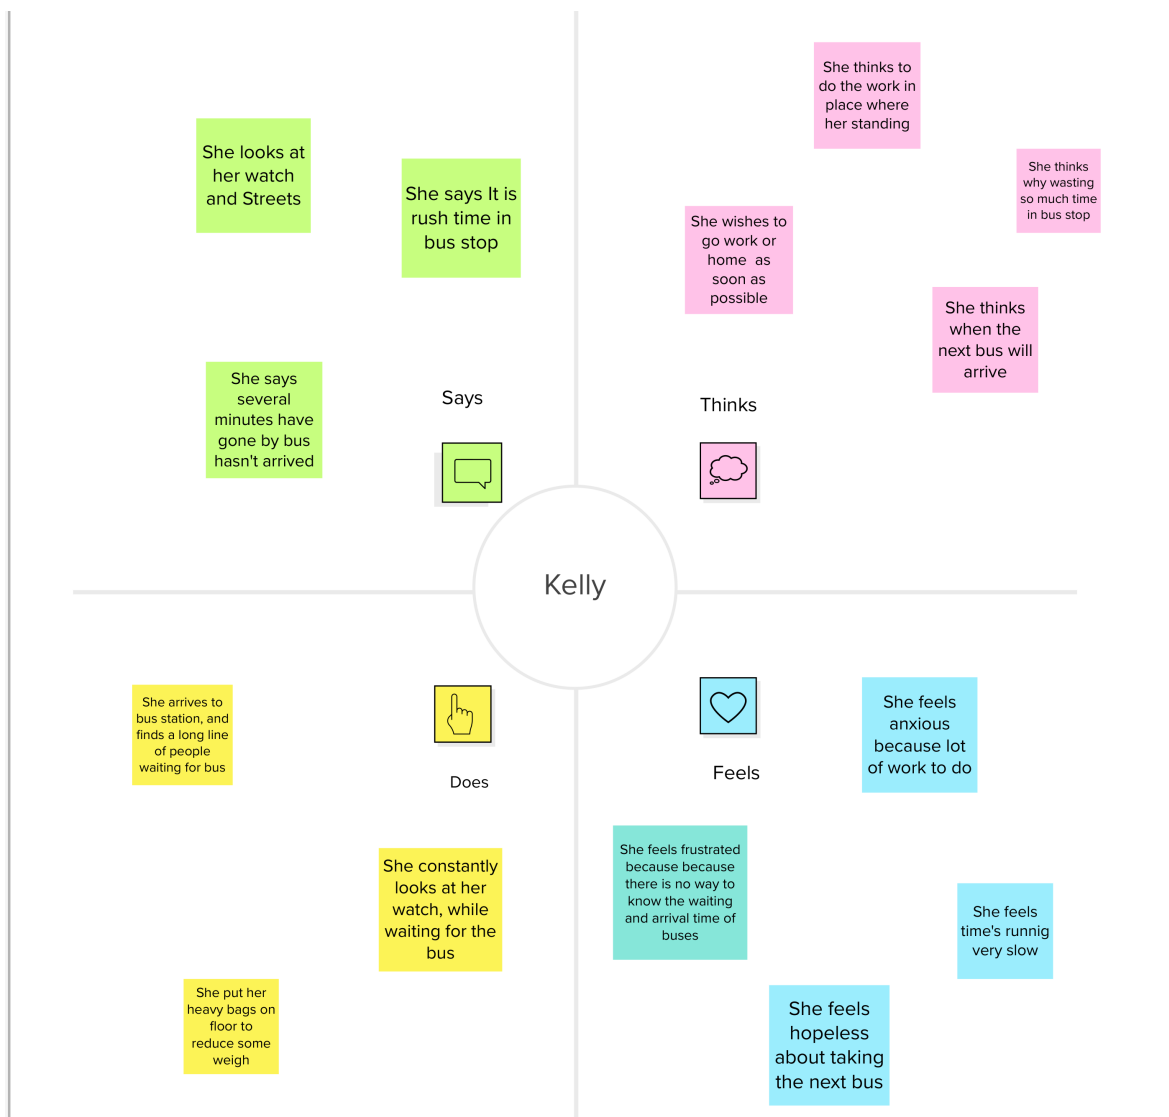 She looks at
her watch
and Streets
She says It is
rush time in
bus stop
She says
several
minutes have
gone by bus
hasn't arrived
Says
She thinks to
do the work in
place where
her standing
She thinks
why wasting
so much time
in bus stop
She wishes to
go work or
home as
soon as
possible
She thinks
when the
next bus will
arrive
Thinks
Kelly
She arrives to
bus station, and
finds a long line
of people
waiting for bus
Does
She constantly
looks at her
watch, while
waiting for the
bus
She put her
heavy bags on
floor to
reduce some
weigh
Feels
She feels
anxious
because lot
of work to do
She feels frustrated
because because
there is no way to
know the waiting
and arrival time of
buses
She feels
time's runnig
very slow
She feels
hopeless
about taking
the next bus